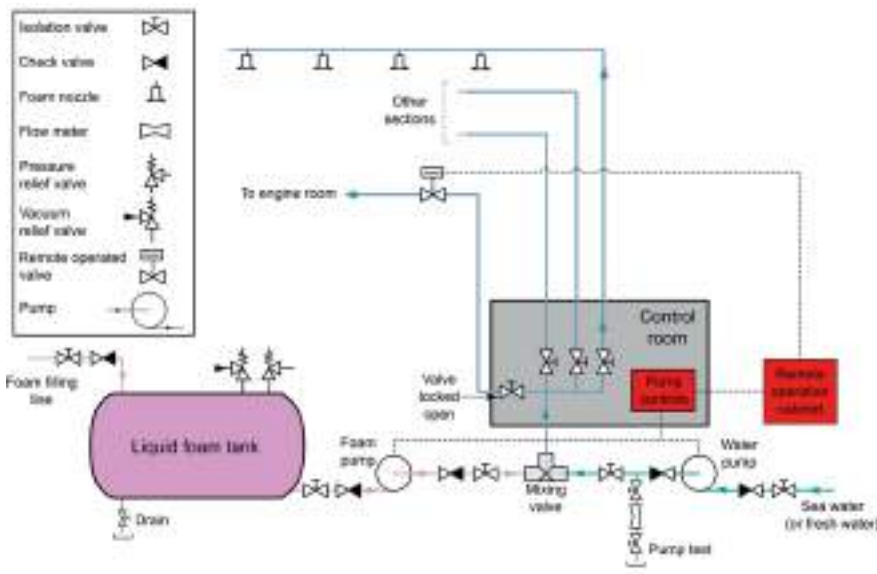 Isolation valve
Check valve
Foam nozzle
Flow meter
Pressure
relief valve
Vacuum
relief valve
Remote operated
valve
Pump
Other
sections
To engine room
Control
room
Foam filling
line
Valve
locked
open
Pump
controls
Remote
operation
cabinet
Liquid foam tank
Foam
pump
Water
pump
Mixing
valve
Sea water
(or fresh water)
Drain
Pump test